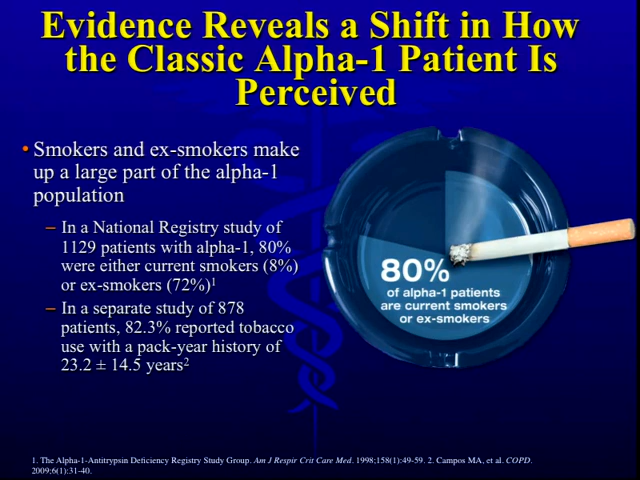 Evidence Reveals a Shift in How
the Classic Alpha-1 Patient Is
Perceived
• Smokers and ex-smokers make
up a large part of the alpha-1
population
– In a National Registry study of
1129 patients with alpha-1, 80%
were either current smokers (8%)
or ex-smokers (72%)1
– In a separate study of 878
patients, 82.3% reported tobacco
use with a pack-year history of
23.2 ± 14.5 years2
80%
of alpha-1 patients
are current smokers
or ex-smokers
1. The Alpha-1-Antitrypsin Deficiency Registry Study Group. Am J Respir Crit Care Med. 1998;158(1):49-59. 2. Campos MA, et al. COPD.
2009;6(1):31-40.